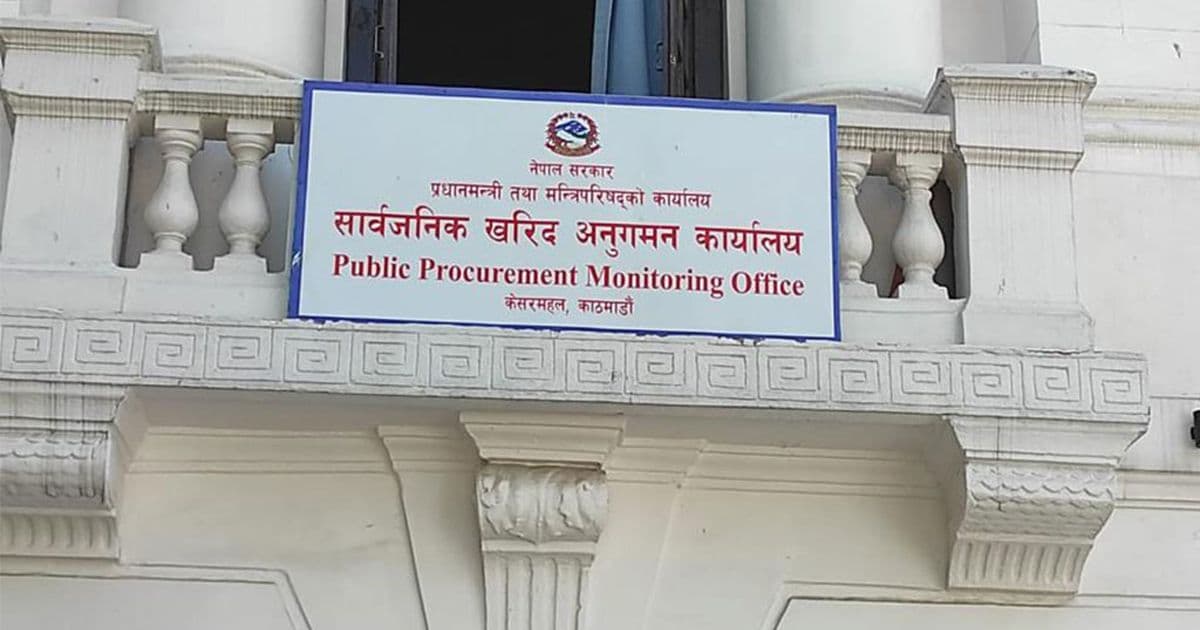 नेपाल सरकार
प्रधानमन्त्री तथा मन्त्रिपरिषद्को कार्यालय
सार्वजनिक खरिद अनुगमन कार्यालय
Public Procurement Monitoring Office
केसरमहल, काठमाडौँ